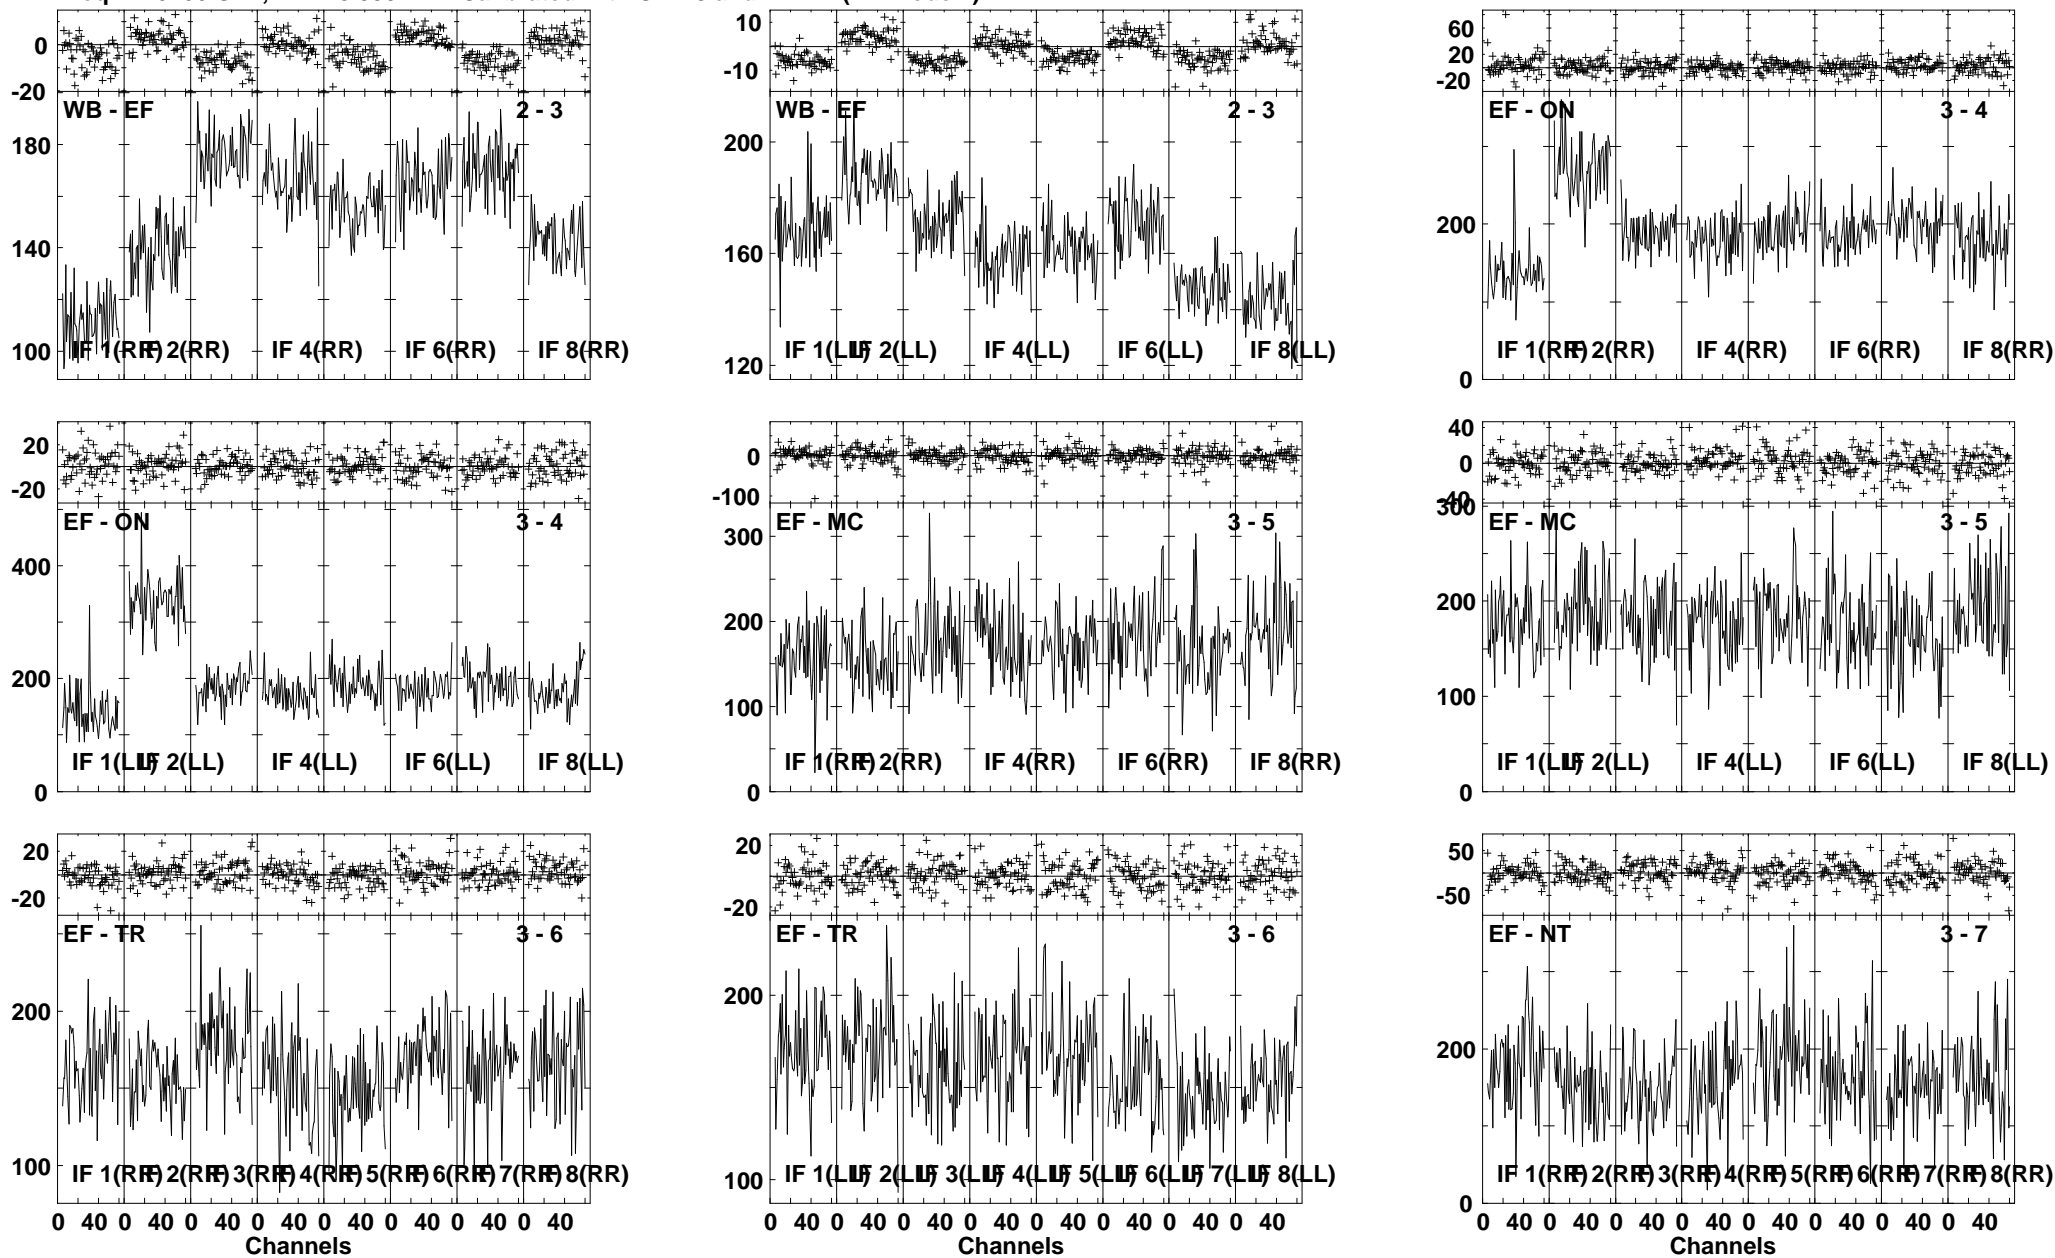 0
-20
WB - EF
2 - 3
180
140
100
IF 1(RR)
IF 2(RR)
IF 4(RR)
IF 6(RR)
IF 8(RR)
10
-10
WB - EF
2 - 3
200
160
120
IF 1(LL)
IF 2(LL)
IF 4(LL)
IF 6(LL)
IF 8(LL)
60
20
-20
EF - ON
3 - 4
200
0
IF 1(RR)
IF 2(RR)
IF 4(RR)
IF 6(RR)
IF 8(RR)
20
-20
EF - ON
3 - 4
400
200
0
IF 1(LL)
IF 2(LL)
IF 4(LL)
IF 6(LL)
IF 8(LL)
0
-100
EF - MC
3 - 5
300
200
100
0
IF 1(RR)
IF 2(RR)
IF 4(RR)
IF 6(RR)
IF 8(RR)
40
0
-40
EF - MC
3 - 5
300
200
100
0
IF 1(LL)
IF 2(LL)
IF 4(LL)
IF 6(LL)
IF 8(LL)
20
-20
EF - TR
3 - 6
200
100
IF 1(RR)
IF 2(RR)
IF 3(RR)
IF 4(RR)
IF 5(RR)
IF 6(RR)
IF 7(RR)
IF 8(RR)
0 40 0 40 0 40 0 40 0 40 0 40 0 40 0 40
Channels
20
-20
EF - TR
3 - 6
200
100
IF 1(LL)
IF 2(LL)
IF 3(LL)
IF 4(LL)
IF 5(LL)
IF 6(LL)
IF 7(LL)
IF 8(LL)
0 40 0 40 0 40 0 40 0 40 0 40 0 40 0 40
Channels
50
-50
EF - NT
3 - 7
200
0
IF 1(RR)
IF 2(RR)
IF 3(RR)
IF 4(RR)
IF 5(RR)
IF 6(RR)
IF 7(RR)
IF 8(RR)
0 40 0 40 0 40 0 40 0 40 0 40 0 40 0 40
Channels